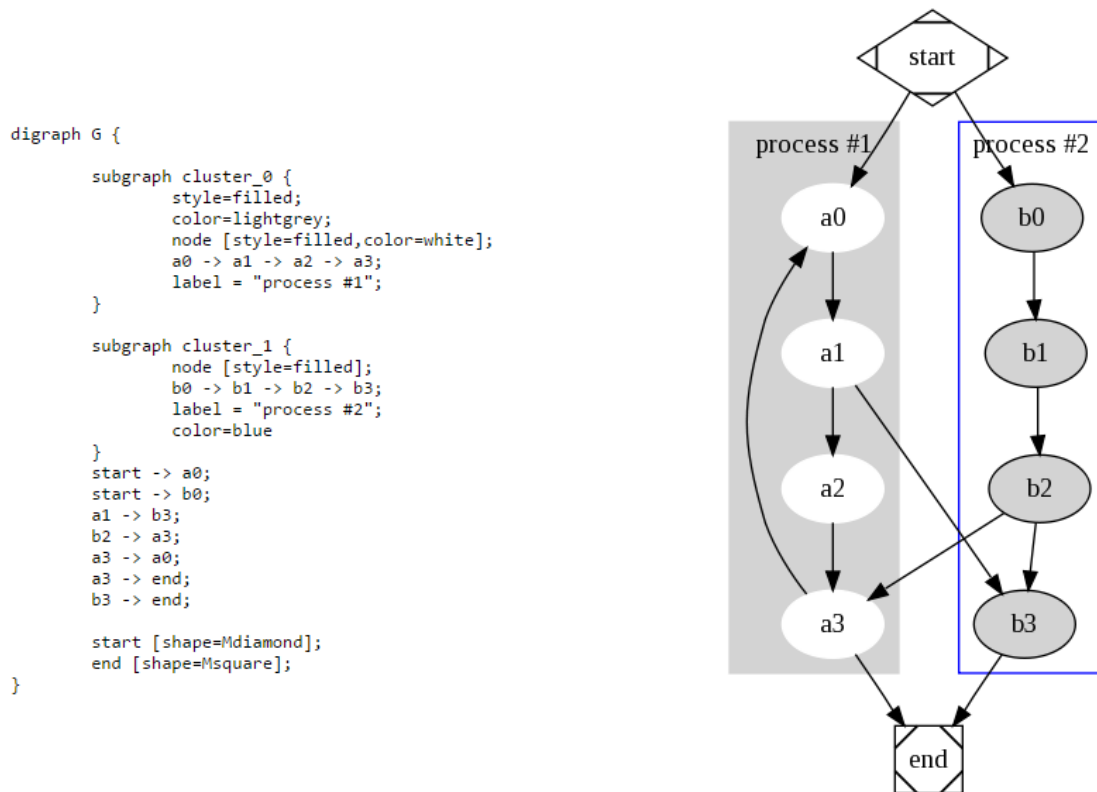 digraph G {
subgraph cluster_0 {
style=filled;
color=lightgrey;
node [style=filled,color=white];
a0 -> a1 -> a2 -> a3;
label = "process #1";
}
subgraph cluster_1 {
node [style=filled];
b0 -> b1 -> b2 -> b3;
label = "process #2";
color=blue
}
start -> a0;
start -> b0;
a1 -> b3;
b2 -> a3;
a3 -> a0;
a3 -> end;
b3 -> end;
start [shape=Mdiamond];
end [shape=Msquare];
}
start
process #1
process #2
a0
b0
a1
b1
a2
b2
a3
b3
end